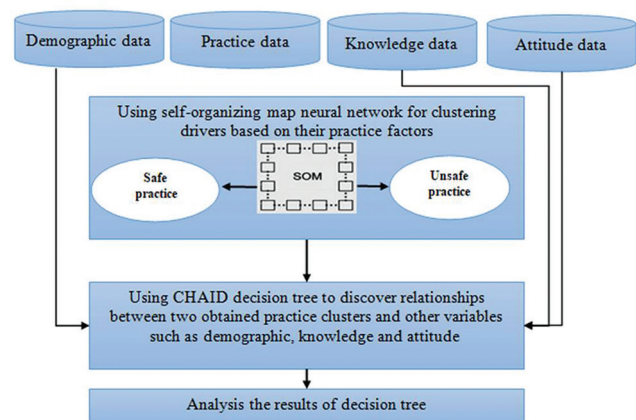 Demographic data
Practice data
Knowledge data
Attitude data
Using self-organizing map neural network for clustering
drivers based on their practice factors
Safe
practice
SOM
Unsafe
practice
Using CHAID decision tree to discover relationships
between two obtained practice clusters and other variables
such as demographic, knowledge and attitude
Analysis the results of decision tree